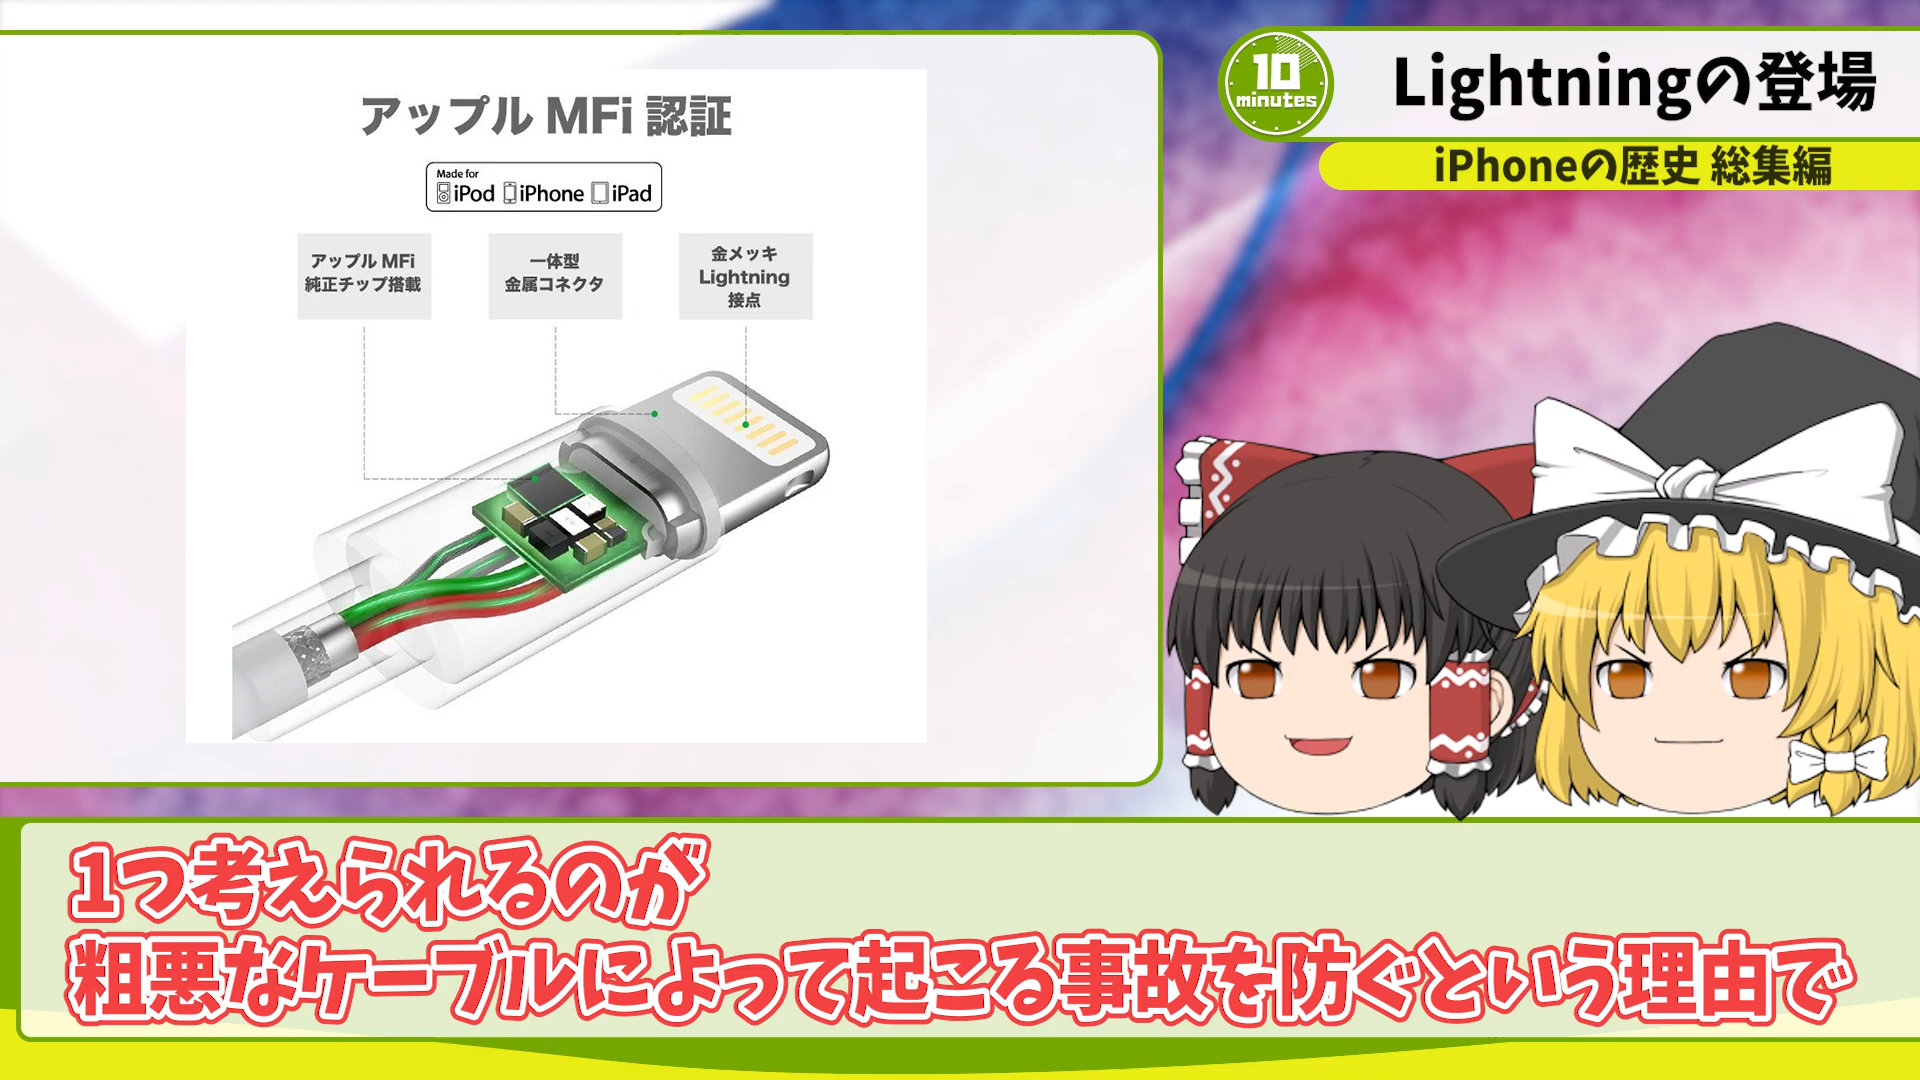 アップル MFi 認証
Made for
iPod iPhone iPad
アップル MFi
純正チップ搭載
一体型
金属コネクタ
金メッキ
Lightning
接点
10
minutes
Lightningの登場
iPhoneの歴史 総集編
1つ考えられるのが
粗悪なケーブルによって起こる事故を防ぐという理由で